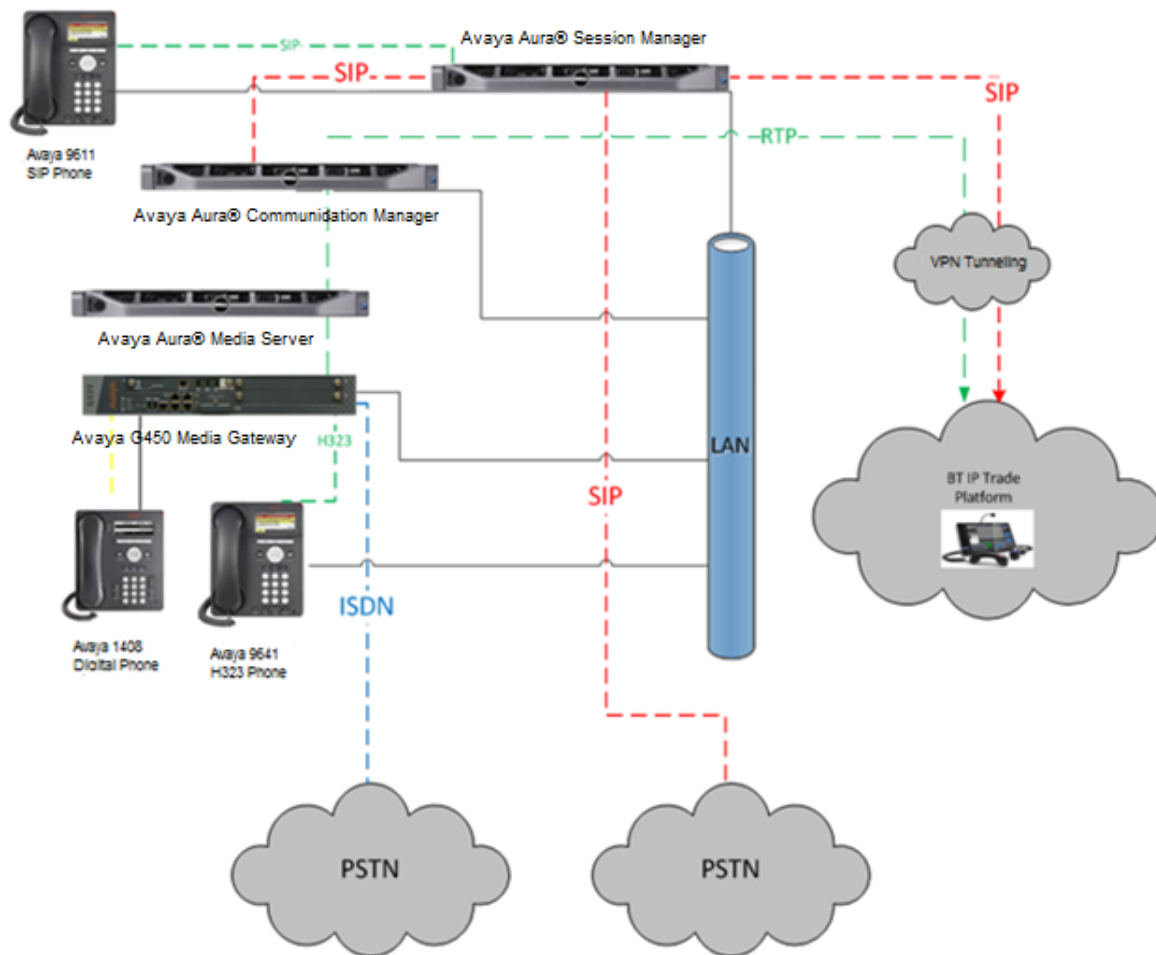 Avaya Aura® Session Manager
SIP
SIP
SIP
RTP
Avaya 9611
SIP Phone
Avaya Aura® Communication Manager
VPN Tunneling
Avaya Aura® Media Server
Avaya G450 Media Gateway
H323
LAN
BT IP Trade
Platform
SIP
ISDN
Avaya 1408
Digital Phone
Avaya 9641
H323 Phone
PSTN
PSTN